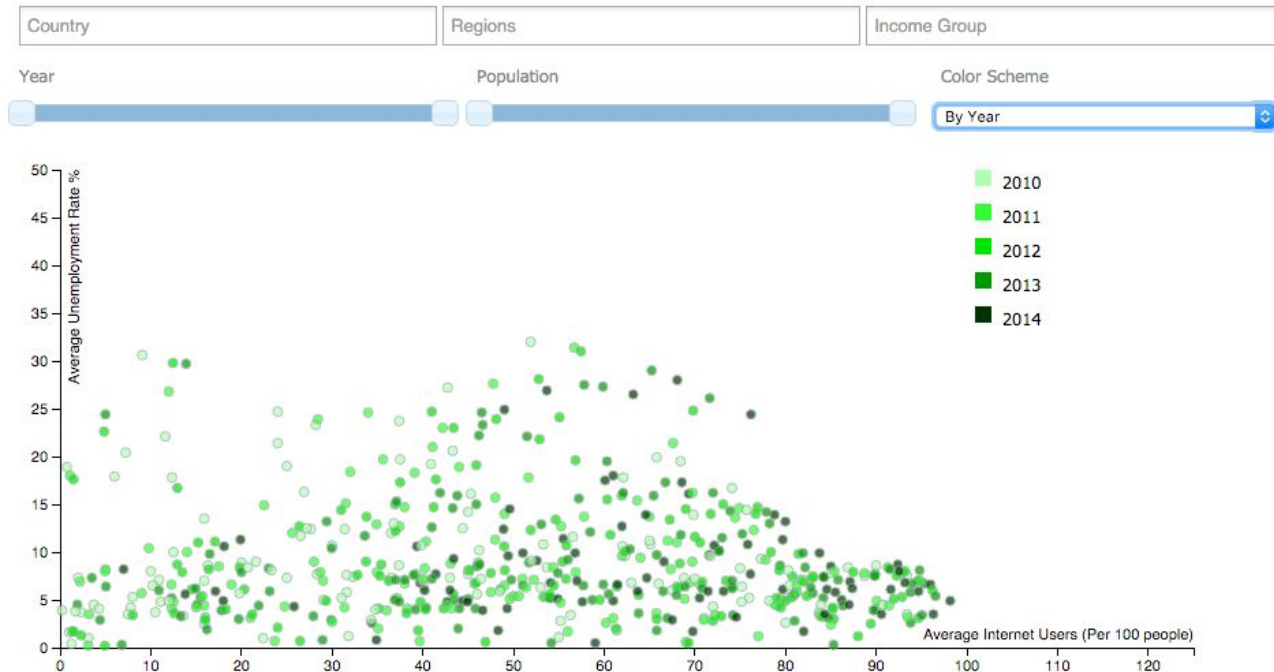 Country Regions Income Group
Year Population Color Scheme
By Year
Average Unemployment Rate %
50
45
40
35
30
25
20
15
10
5
0
2010
2011
2012
2013
2014
Average Internet Users (Per 100 people)
0 10 20 30 40 50 60 70 80 90 100 110 120